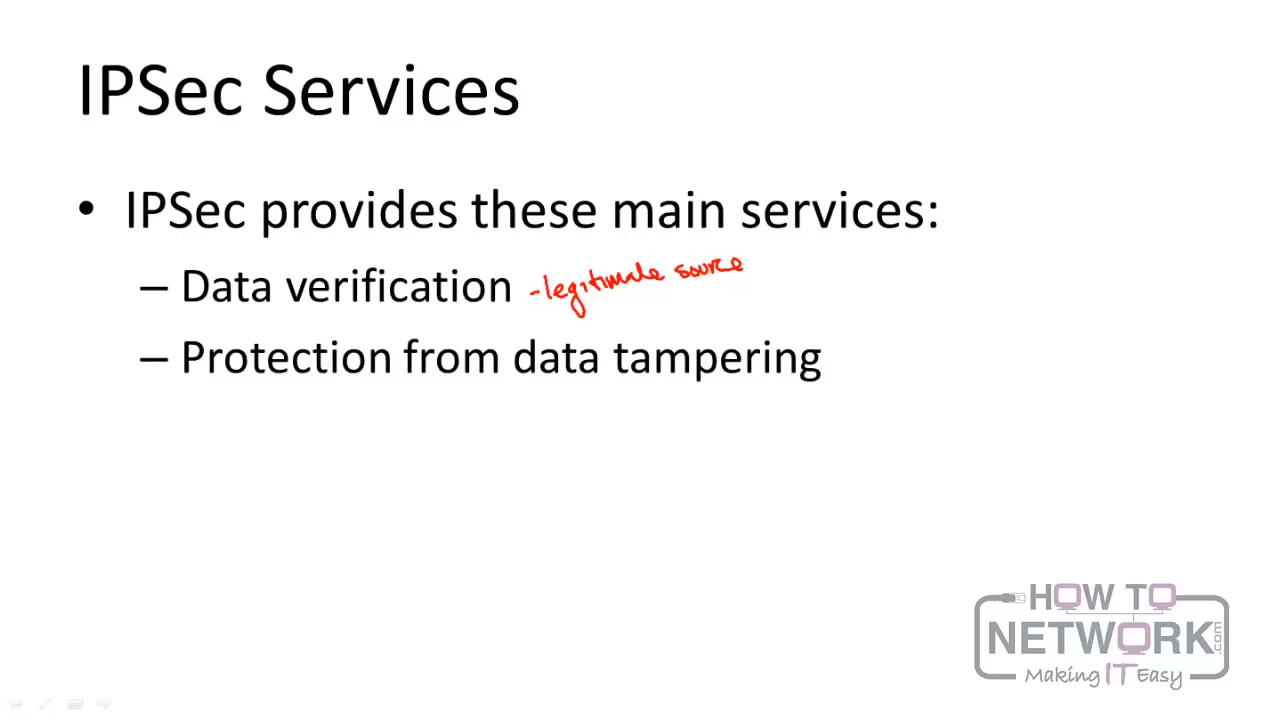 IPSec Services
• IPSec provides these main services:
– Data verification -legitimate source
– Protection from data tampering
HOW TO
NETWORK.com
Making IT Easy